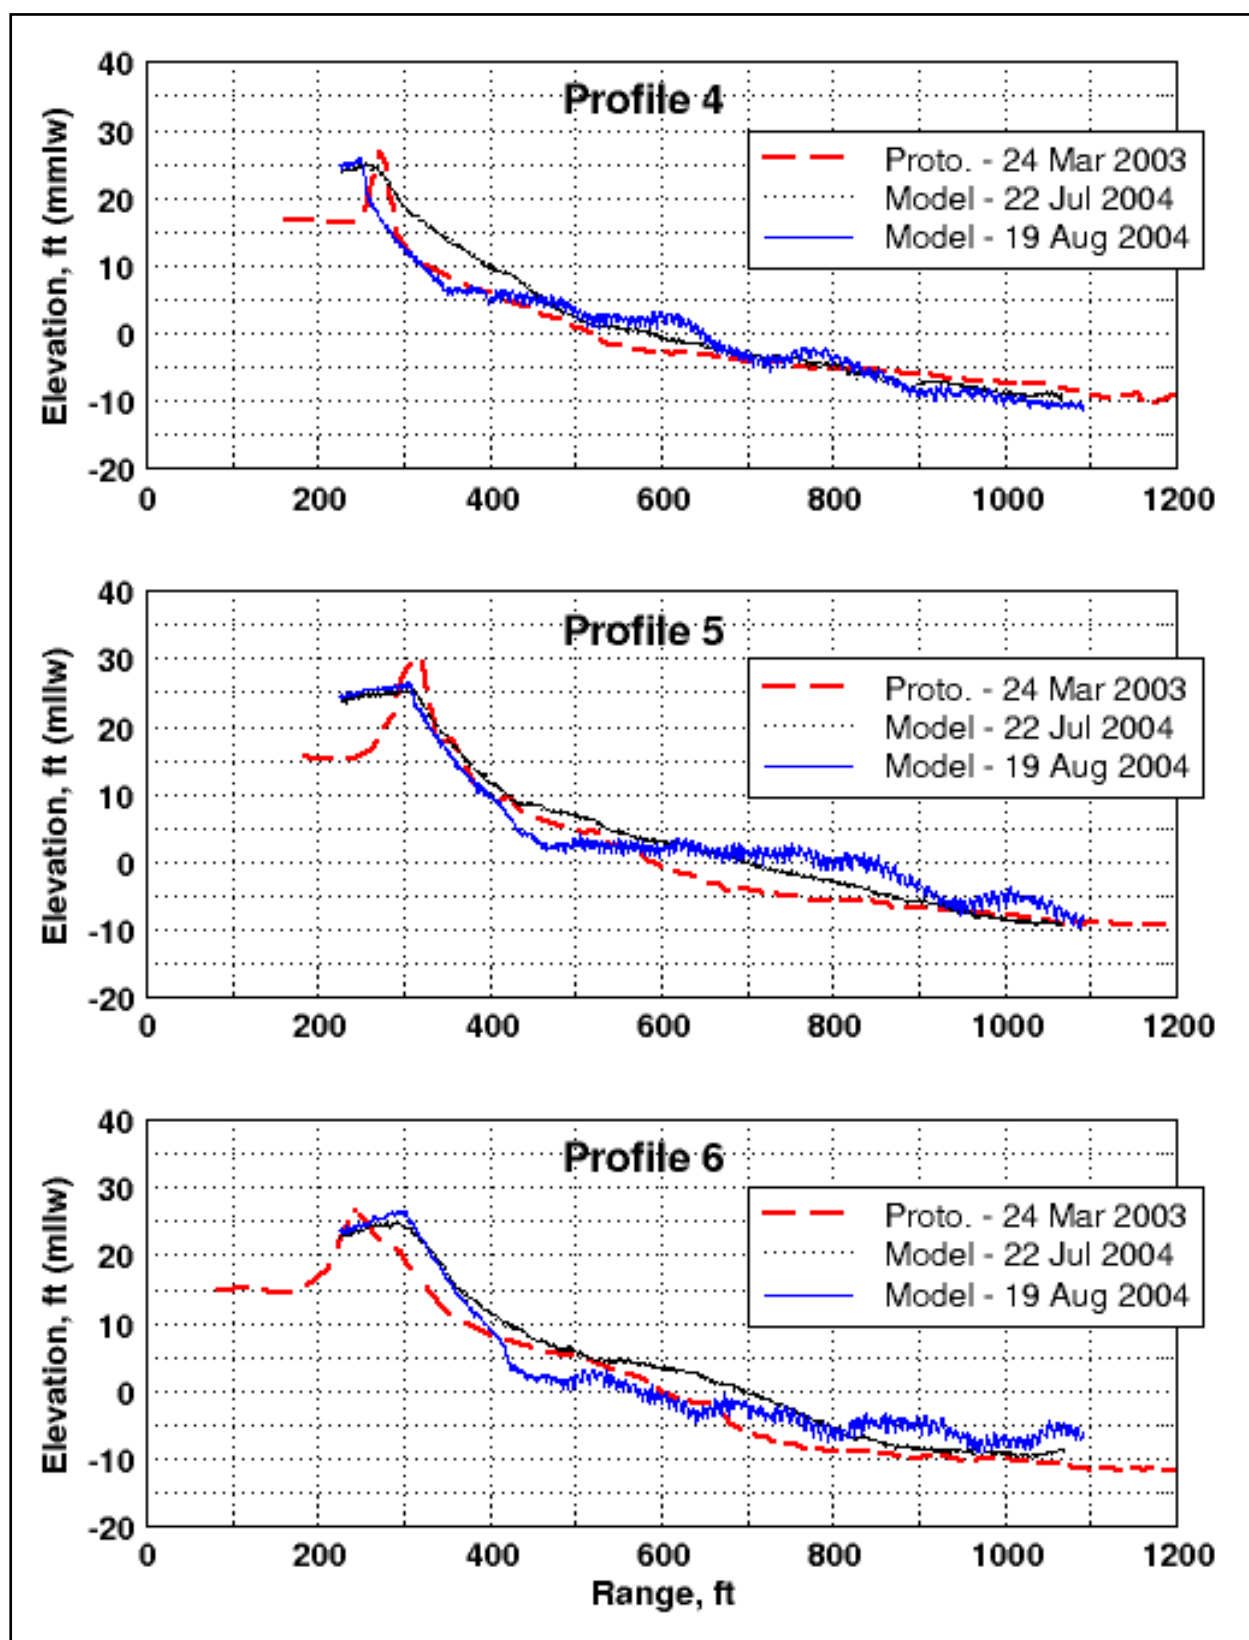 Profile 4
Elevation, ft (mmlw)
40
30
20
10
0
-10
-20
0 200 400 600 800 1000 1200
Proto. - 24 Mar 2003
Model - 22 Jul 2004
Model - 19 Aug 2004
Profile 5
Elevation, ft (mllw)
40
30
20
10
0
-10
-20
0 200 400 600 800 1000 1200
Proto. - 24 Mar 2003
Model - 22 Jul 2004
Model - 19 Aug 2004
Profile 6
Elevation, ft (mllw)
40
30
20
10
0
-10
-20
0 200 400 600 800 1000 1200
Proto. - 24 Mar 2003
Model - 22 Jul 2004
Model - 19 Aug 2004
Range, ft